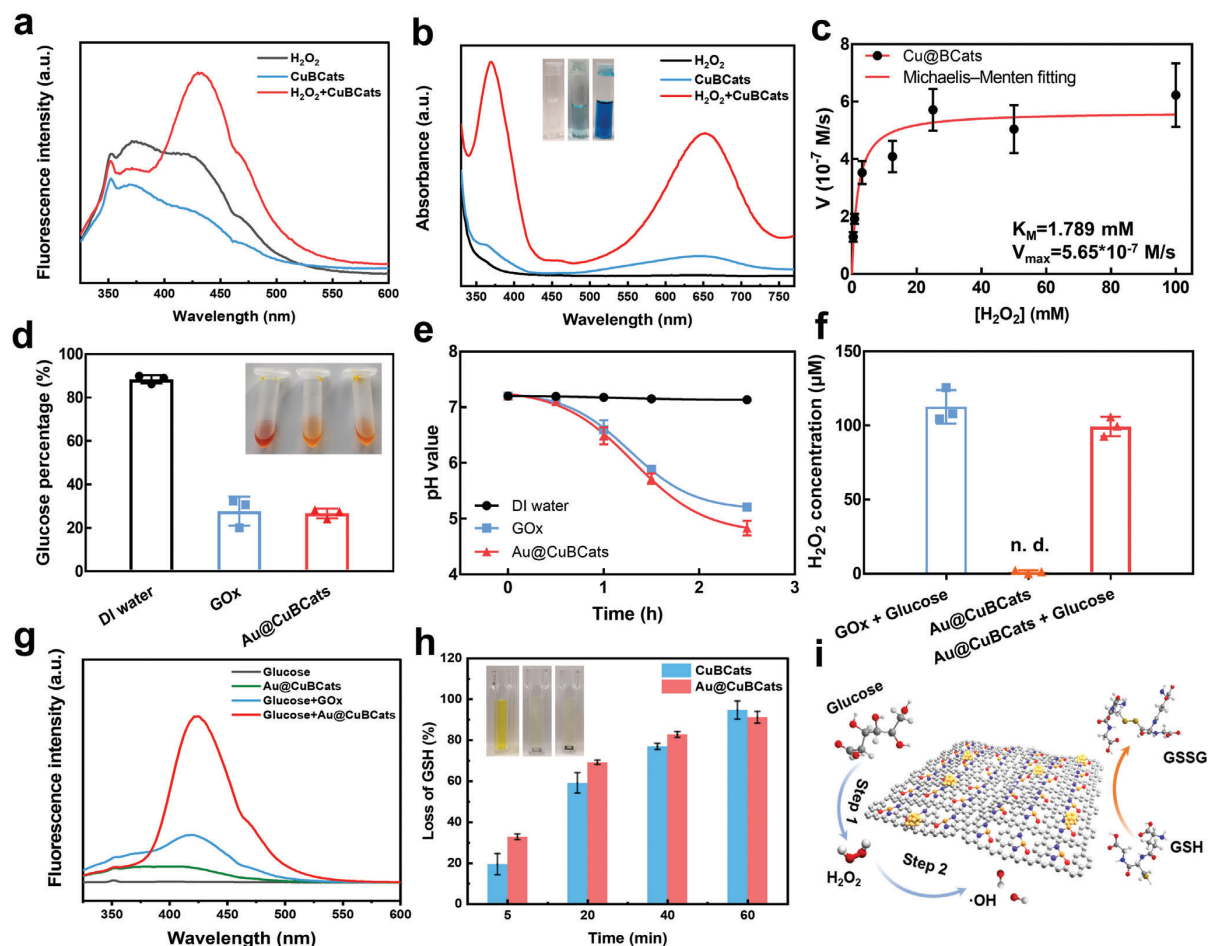 a
Fluorescence intensity (a.u.)
H₂O₂
CuBCats
H₂O₂+CuBCats
350 400 450 500 550 600
Wavelength (nm)
b
Absorbance (a.u.)
H₂O₂
CuBCats
H₂O₂+CuBCats
350 400 450 500 550 600 650 700 750
Wavelength (nm)
c
V (10⁻⁷ M/s)
8
6
4
2
0
Cu@BCats
Michaelis–Menten fitting
K_M=1.789 mM
V_max=5.65*10⁻⁷ M/s
0 20 40 60 80 100
[H₂O₂] (mM)
d
Glucose percentage (%)
100
80
60
40
20
0
DI water
GOx
Au@CuBCats
e
pH value
8
7
6
5
4
DI water
GOx
Au@CuBCats
0 1 2 3
Time (h)
f
H₂O₂ concentration (μM)
150
100
50
0
n. d.
GOx + Glucose
Au@CuBCats
Au@CuBCats + Glucose
g
Fluorescence intensity (a.u.)
Glucose
Au@CuBCats
Glucose+GOx
Glucose+Au@CuBCats
350 400 450 500 550 600
Wavelength (nm)
h
Loss of GSH (%)
120
100
80
60
40
20
0
CuBCats
Au@CuBCats
5 20 40 60
Time (min)
i
Glucose
Step 1
H₂O₂
Step 2
·OH
GSSG
GSH